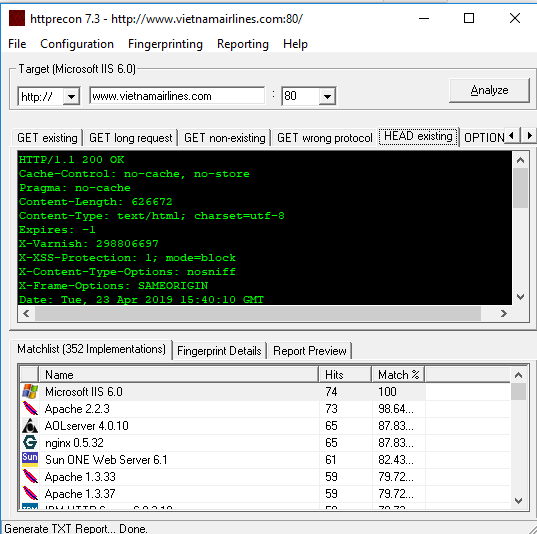 httprecon 7.3 - http://www.vietnamairlines.com:80/
File Configuration Fingerprinting Reporting Help
Target (Microsoft IIS 6.0)
http:// www.vietnamairlines.com : 80 Analyze
GET existing GET long request GET non-existing GET wrong protocol HEAD existing OPTION
HTTP/1.1 200 OK
Cache-Control: no-cache, no-store
Pragma: no-cache
Content-Length: 626672
Content-Type: text/html; charset=utf-8
Expires: -1
X-Varnish: 298806697
X-XSS-Protection: 1; mode=block
X-Content-Type-Options: nosniff
X-Frame-Options: SAMEORIGIN
Date: Tue, 23 Apr 2019 15:40:10 GMT
Matchlist (352 Implementations) Fingerprint Details Report Preview
Name Hits Match %
Microsoft IIS 6.0 74 100
Apache 2.2.3 73 98.64...
AOLserver 4.0.10 65 87.83...
nginx 0.5.32 65 87.83...
Sun Sun ONE Web Server 6.1 61 82.43...
Apache 1.3.33 59 79.72...
Apache 1.3.37 59 79.72...
Generate TXT Report... Done.